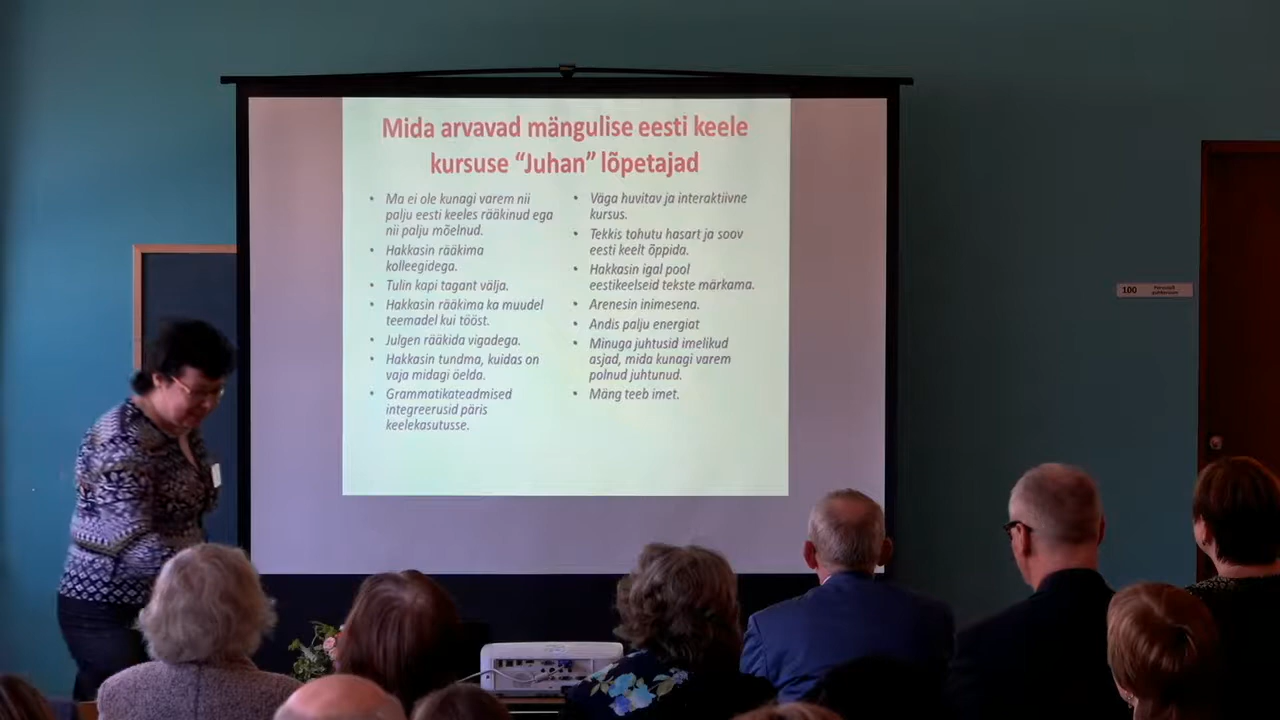 Mida arvavad mängulise eesti keele
kursuse “Juhan” lõpetajad
• Ma ei ole kunagi varem nii
palju eesti keeles rääkinud ega
nii palju mõelnud.
• Hakkasin rääkima
kolleegidega.
• Tulin kapi tagant välja.
• Hakkasin rääkima ka muudel
teemadel kui tööst.
• Julgen rääkida vigadega.
• Hakkasin tundma, kuidas on
vaja midagi öelda.
• Grammatikateadmised
integreerusid päris
keelekasutusse.
• Väga huvitav ja interaktiivne
kursus.
• Tekkis tohutu hasart ja soov
eesti keelt õppida.
• Hakkasin igal pool
eestikeelseid tekste märkama.
• Arenesin inimesena.
• Andis palju energiat
• Minuga juhtusid imelikud
asjad, mida kunagi varem
polnud juhtunud.
• Mäng teeb imet.
100